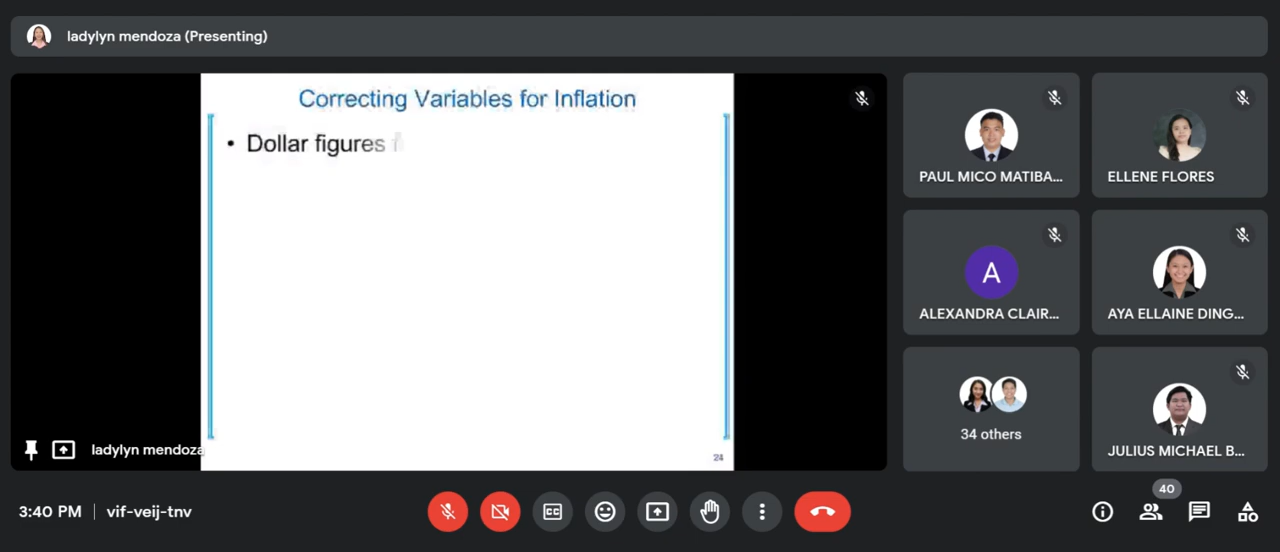 ladylyn mendoza (Presenting)
Correcting Variables for Inflation
• Dollar figures
24
ladylyn mendoza
PAUL MICO MATIBA...
ELLENE FLORES
A
ALEXANDRA CLAIR...
AYA ELLAINE DING...
34 others
JULIUS MICHAEL B...
3:40 PM | vif-veij-tnv
CC
40